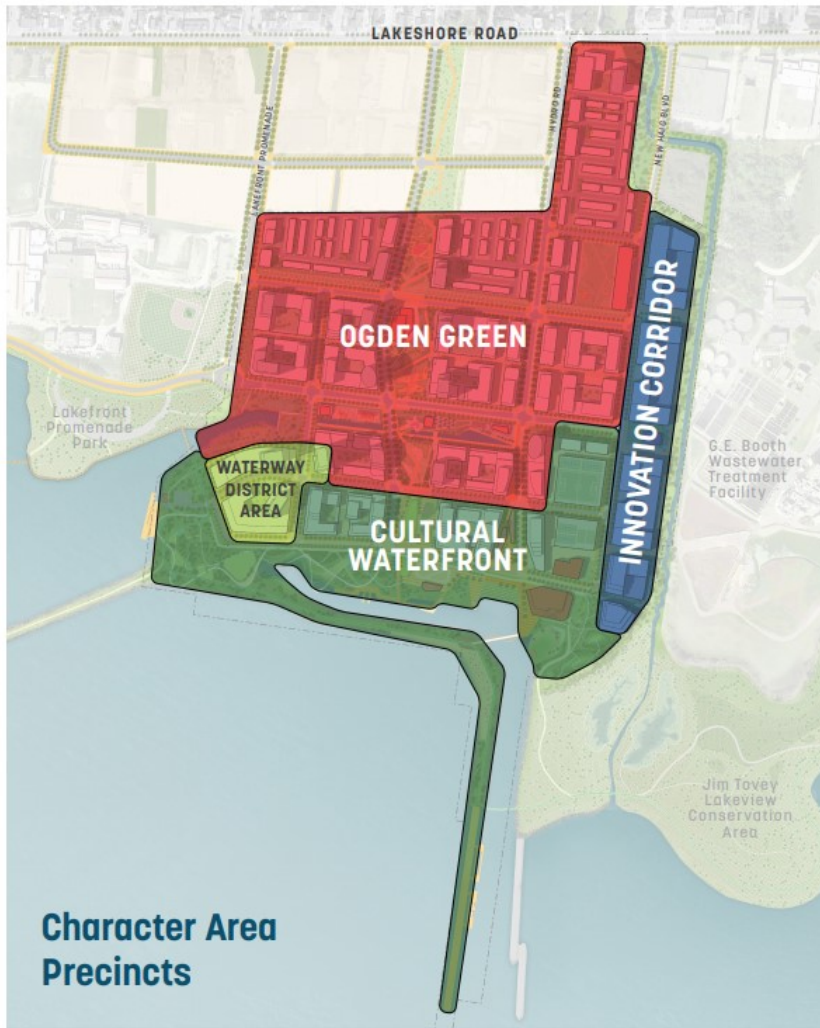 LAKESHORE ROAD
HYDRO RD
NEW HAIG BLVD
LAKEFRONT PROMENADE
OGDEN GREEN
INNOVATION CORRIDOR
Lakefront
Promenade
Park
WATERWAY
DISTRICT
AREA
G.E. Booth
Wastewater
Treatment
Facility
CULTURAL
WATERFRONT
Jim Tovey
Lakeview
Conservation
Area
Character Area
Precincts